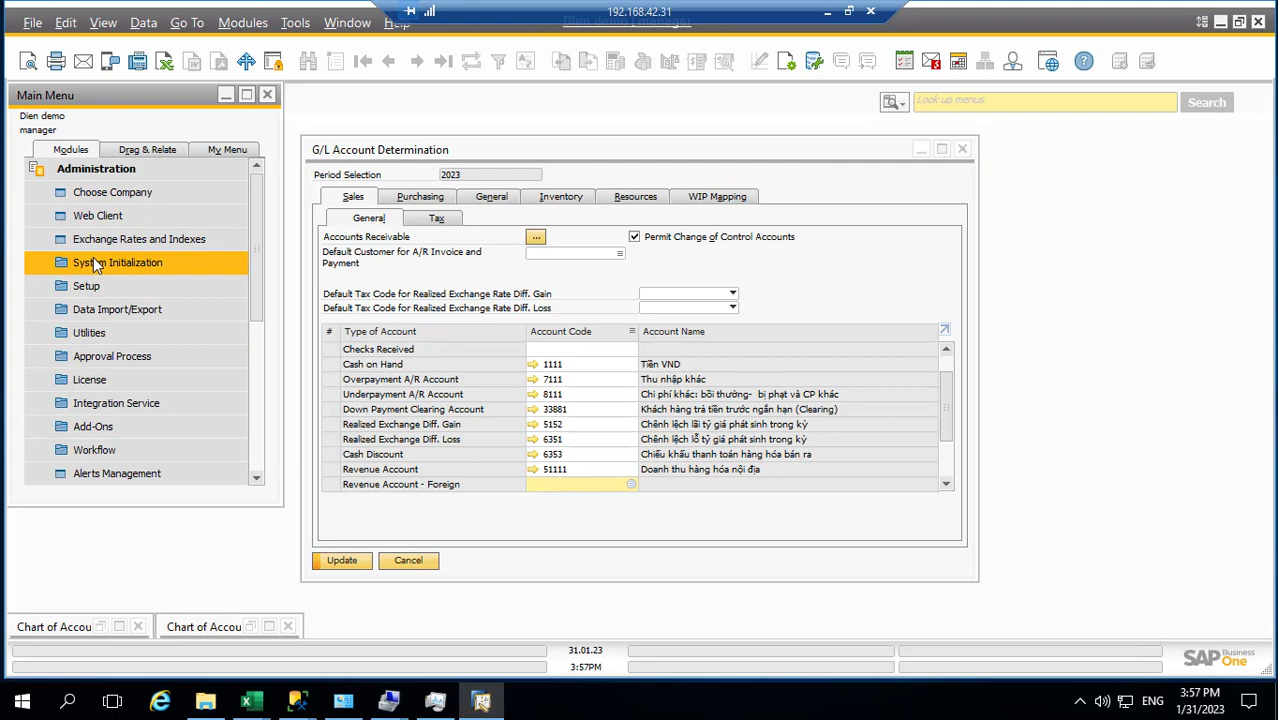 192.168.42.31
File Edit View Data Go To Modules Tools Window Help
Dien demo | manager
Main Menu
Dien demo
manager
Modules Drag & Relate My Menu
Administration
Choose Company
Web Client
Exchange Rates and Indexes
System Initialization
Setup
Data Import/Export
Utilities
Approval Process
License
Integration Service
Add-Ons
Workflow
Alerts Management
Look up menus
Search
G/L Account Determination
Period Selection 2023
Sales Purchasing General Inventory Resources WIP Mapping
General Tax
Accounts Receivable ... Permit Change of Control Accounts
Default Customer for A/R Invoice and
Payment
Default Tax Code for Realized Exchange Rate Diff. Gain
Default Tax Code for Realized Exchange Rate Diff. Loss
# Type of Account Account Code Account Name
Checks Received
Cash on Hand 1111 Tiền VND
Overpayment A/R Account 7111 Thu nhập khác
Underpayment A/R Account 8111 Chi phí khác: bồi thường- bị phạt và CP khác
Down Payment Clearing Account 33881 Khách hàng trả tiền trước ngắn hạn (Clearing)
Realized Exchange Diff. Gain 5152 Chênh lệch lãi tỷ giá phát sinh trong kỳ
Realized Exchange Diff. Loss 6351 Chênh lệch lỗ tỷ giá phát sinh trong kỳ
Cash Discount 6353 Chiếu khấu thanh toán hàng hóa bán ra
Revenue Account 51111 Doanh thu hàng hóa nội địa
Revenue Account - Foreign
Update Cancel
Chart of Accou Chart of Accou
31.01.23
3:57PM
SAP Business One
ENG
3:57 PM
1/31/2023